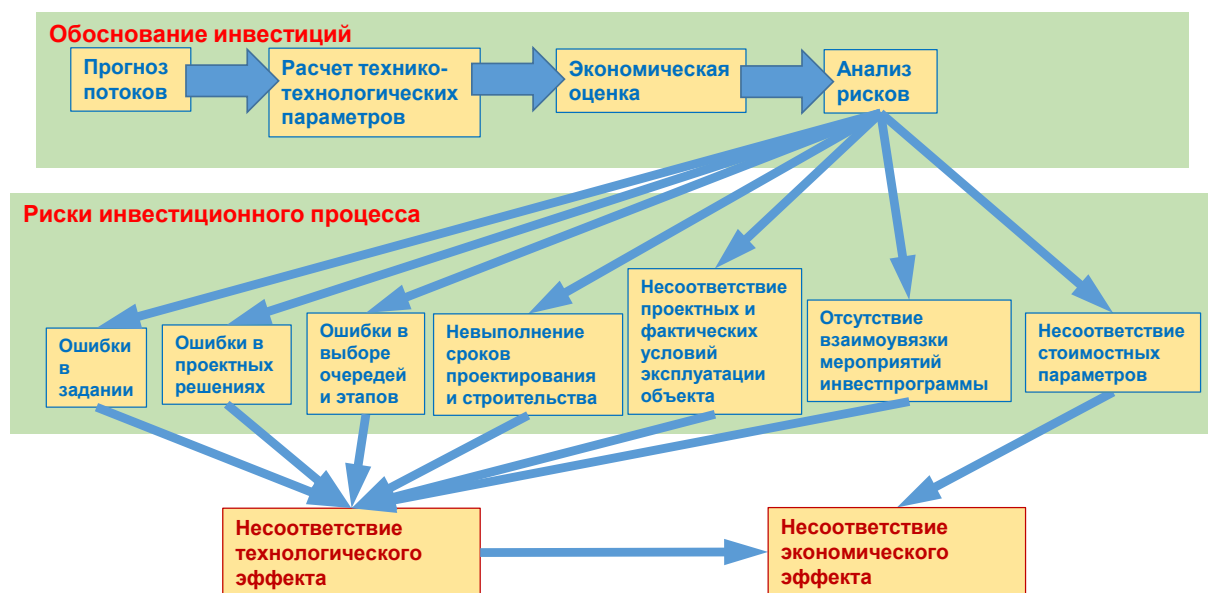 Обоснование инвестиций
Прогноз
потоков
Расчет технико-
технологических
параметров
Экономическая
оценка
Анализ
рисков
Риски инвестиционного процесса
Ошибки
в
задании
Ошибки в
проектных
решениях
Ошибки в
выборе
очередей
и этапов
Невыполнение
сроков
проектирования
и строительства
Несоответствие
проектных и
фактических
условий
эксплуатации
объекта
Отсутствие
взаимоувязки
мероприятий
инвестпрограммы
Несоответствие
стоимостных
параметров
Несоответствие
технологического
эффекта
Несоответствие
экономического
эффекта